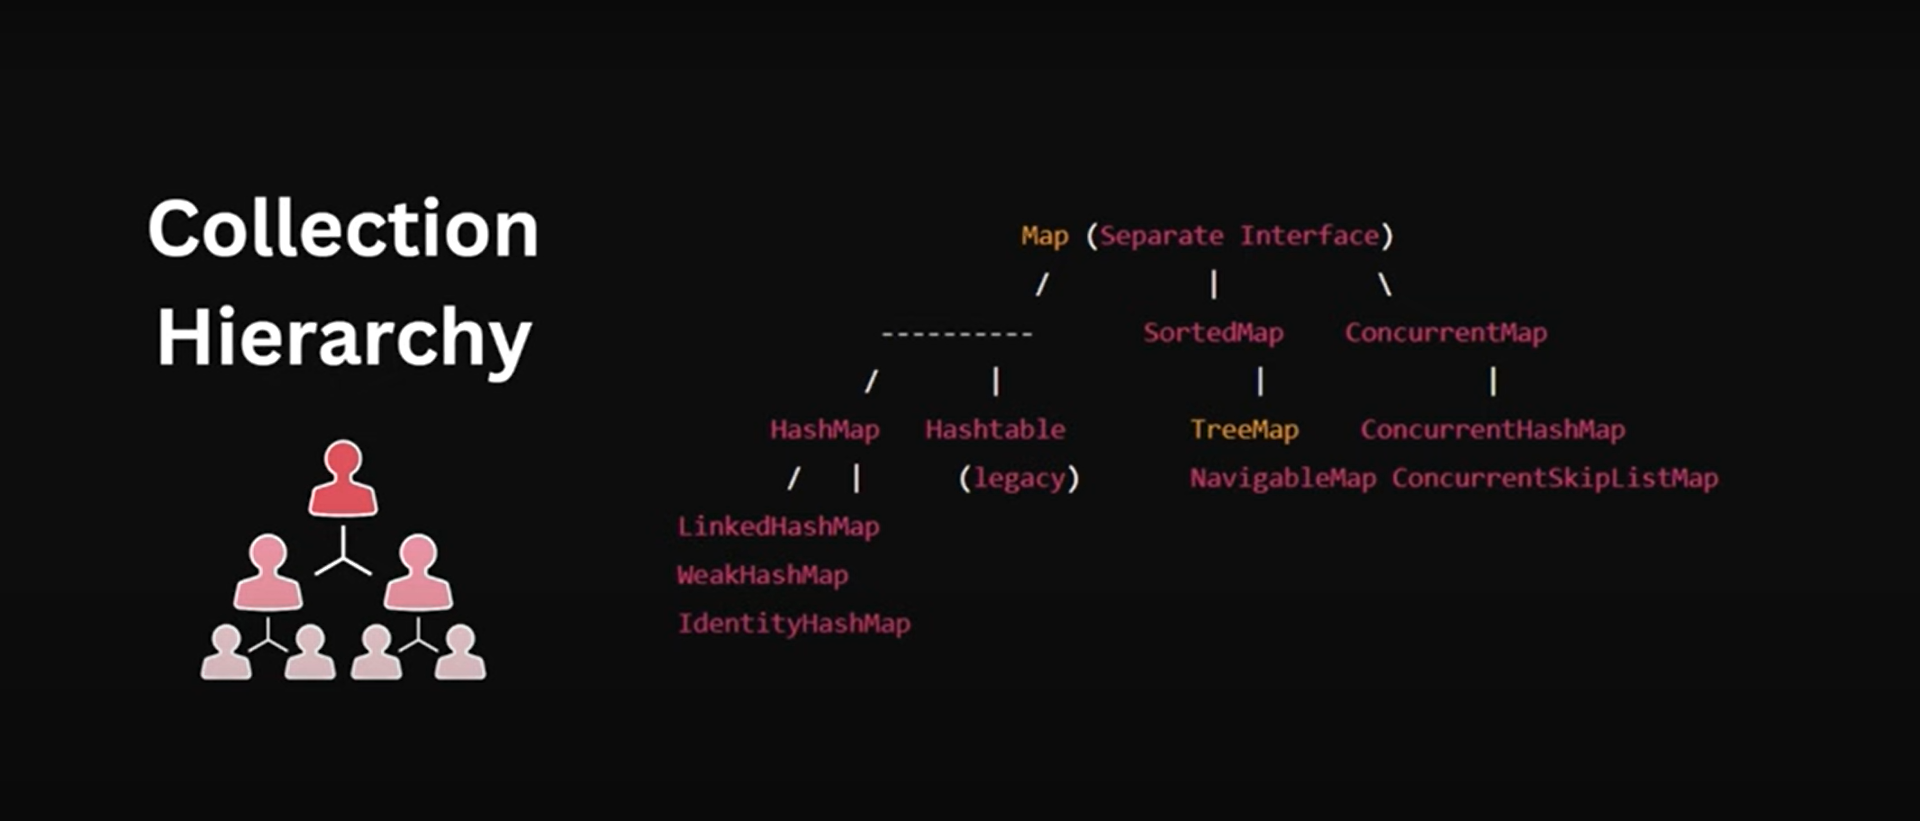 Collection
Hierarchy
Map (Separate Interface)
/ | \
---------- SortedMap ConcurrentMap
/ | | |
HashMap Hashtable TreeMap ConcurrentHashMap
/ | (legacy) NavigableMap ConcurrentSkipListMap
LinkedHashMap
WeakHashMap
IdentityHashMap